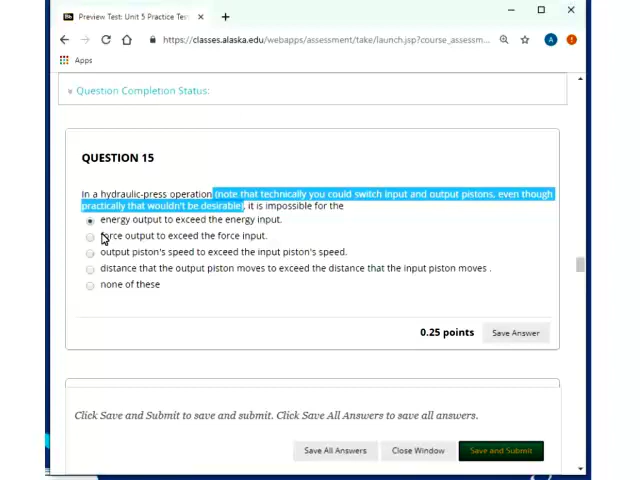 Preview Test: Unit 5 Practice Tes
https://classes.alaska.edu/webapps/assessment/take/launch.jsp?course_assessm...
A
Apps
Question Completion Status:
QUESTION 15
In a hydraulic-press operation (note that technically you could switch input and output pistons, even though
practically that wouldn't be desirable), it is impossible for the
energy output to exceed the energy input.
force output to exceed the force input.
output piston's speed to exceed the input piston's speed.
distance that the output piston moves to exceed the distance that the input piston moves .
none of these
0.25 points
Save Answer
Click Save and Submit to save and submit. Click Save All Answers to save all answers.
Save All Answers
Close Window
Save and Submit